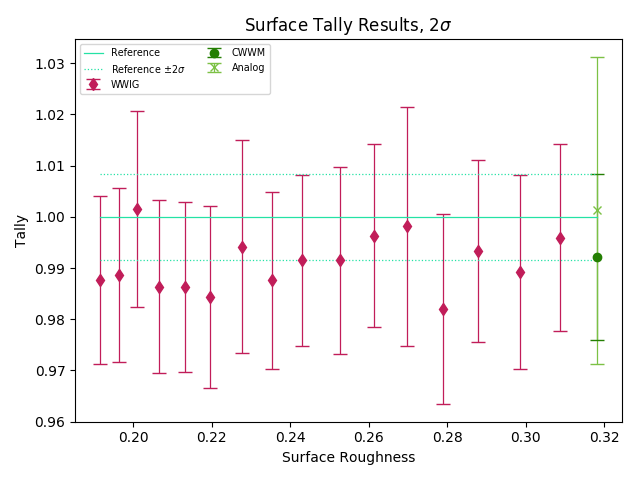 Surface Tally Results, 2σ
Reference
Reference ±2σ
WWIG
CWWM
Analog
1.03
1.02
1.01
1.00
0.99
0.98
0.97
0.96
Tally
0.20
0.22
0.24
0.26
0.28
0.30
0.32
Surface Roughness